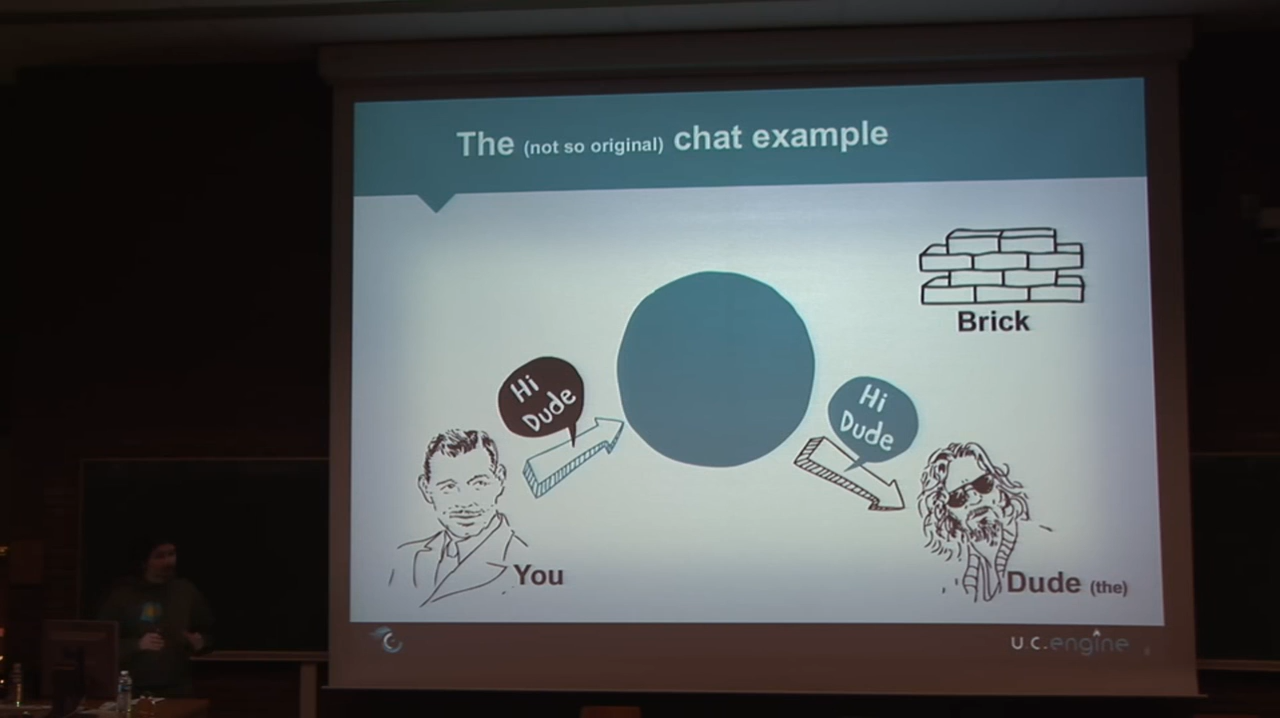 The (not so original) chat example
Brick
Hi
Dude
Hi
Dude
You
Dude (the)
u.c.engine